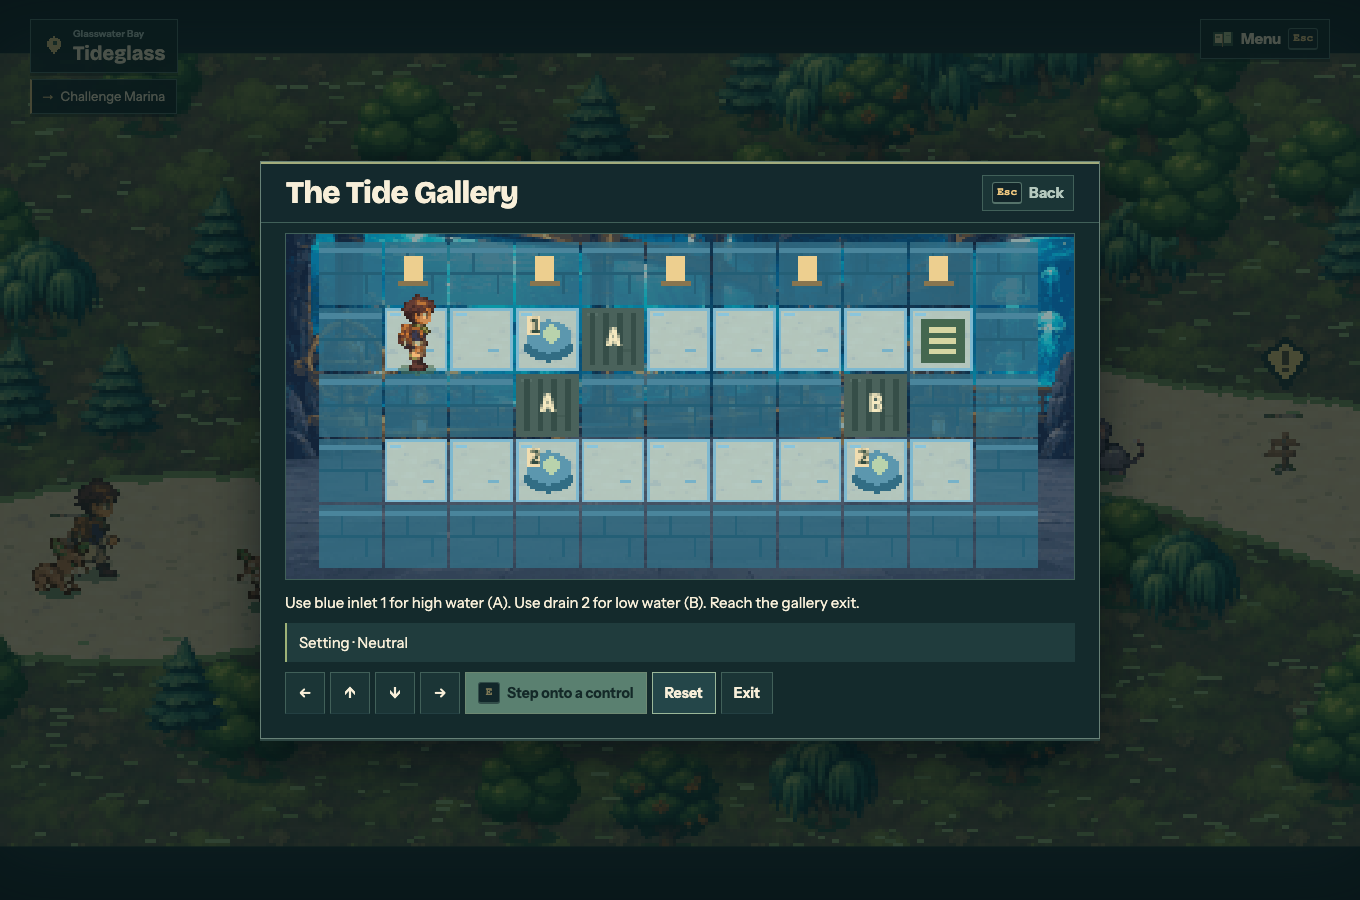 Glasswater Bay
Tideglass
→ Challenge Marina
Menu Esc
The Tide Gallery
Esc Back
1
A
A
B
2
2
Use blue inlet 1 for high water (A). Use drain 2 for low water (B). Reach the gallery exit.
Setting · Neutral
← ↑ ↓ → E Step onto a control Reset Exit